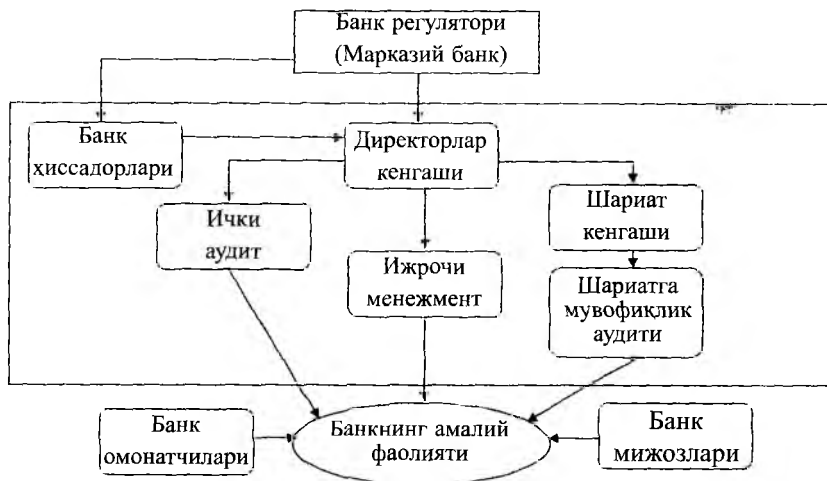 Банк регулятори
(Марказий банк)
Банк
ҳиссадорлари
Директорлар
кенгаши
Ички
аудит
Шариат
кенгаши
Ижрочи
менежмент
Шариатга
мувофиқлик
аудити
Банк
омонатчилари
Банкнинг амалий
фаолияти
Банк
мижозлари